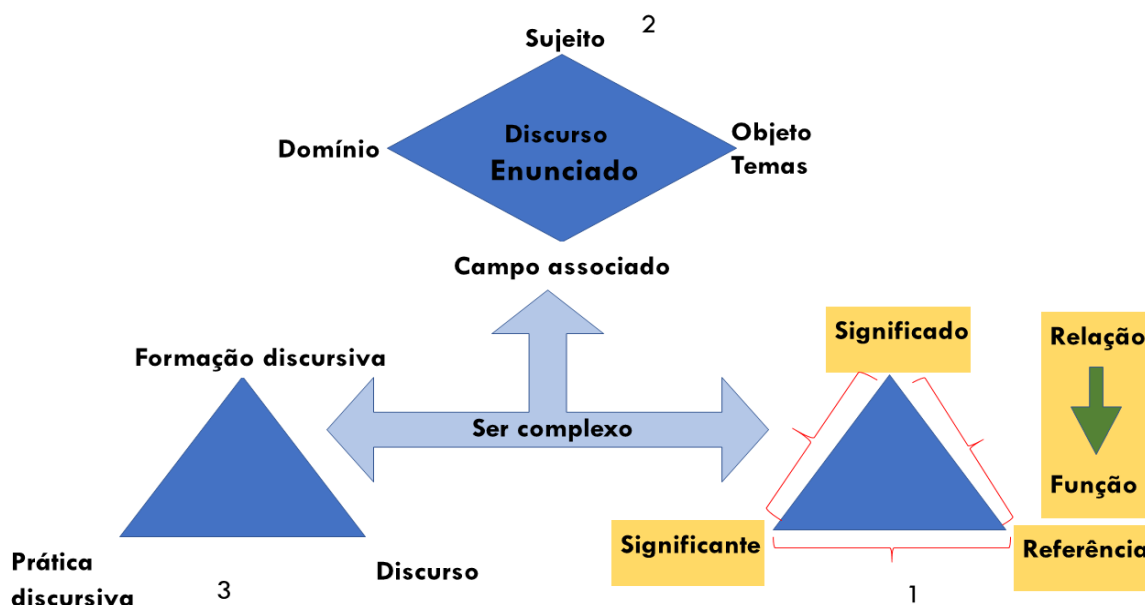 Sujeito
2
Domínio
Discurso
Enunciado
Objeto
Temas
Campo associado
Formação discursiva
Significado
Relação
Ser complexo
Função
Significante
Referência
Prática
discursiva
3
Discurso
1